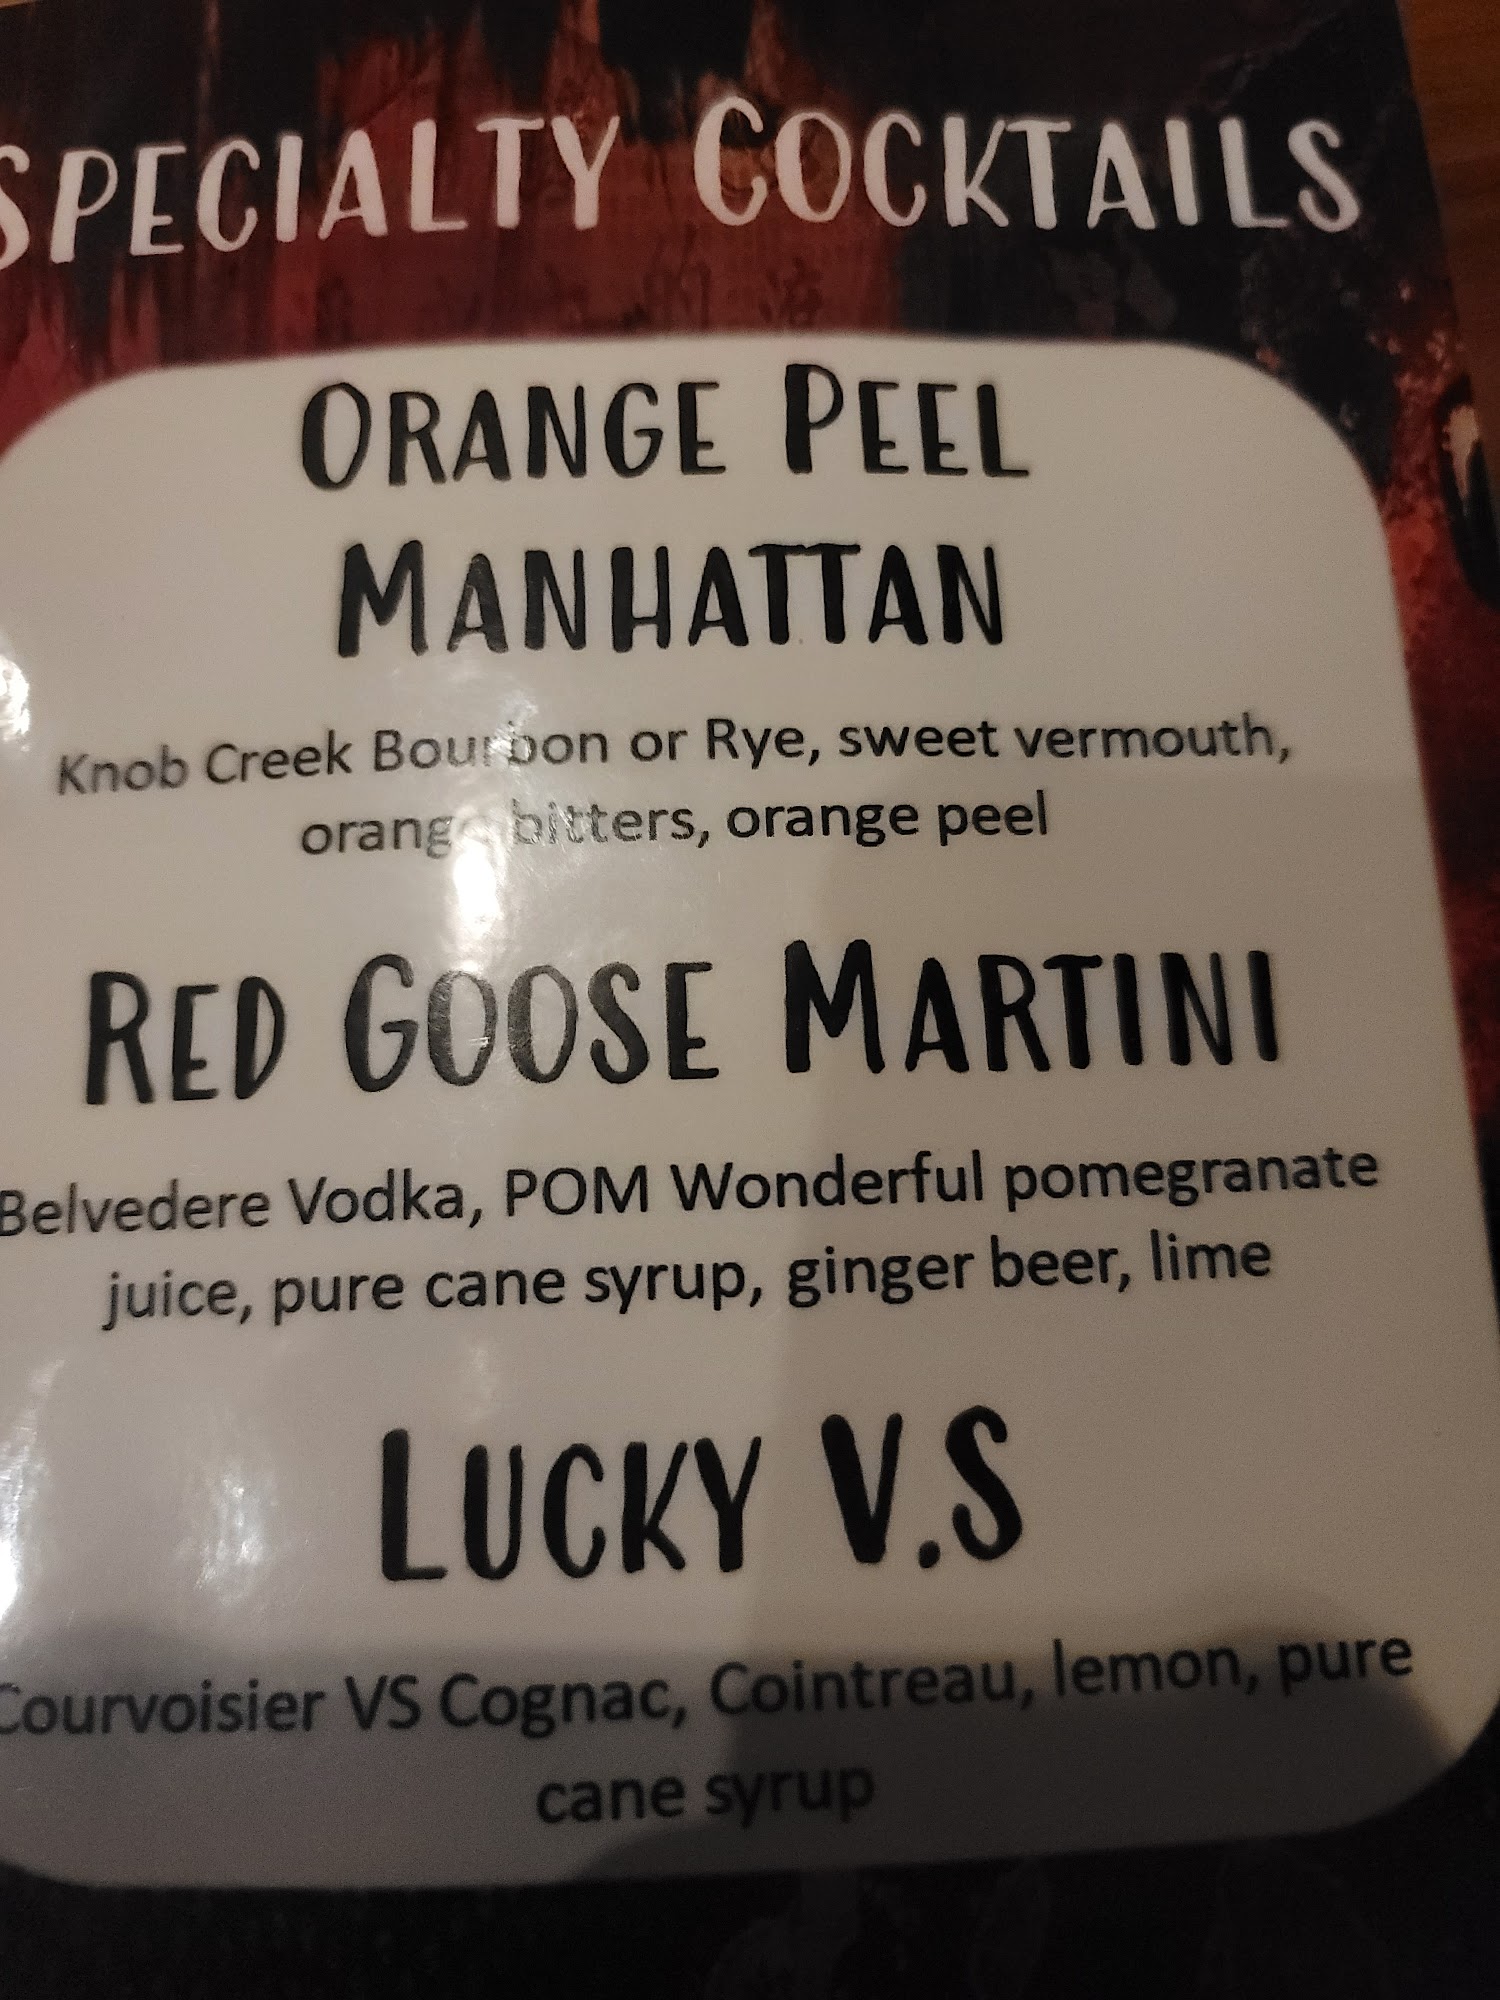 SPECIALTY COCKTAILS
ORANGE PEEL
MANHATTAN
Knob Creek Bourbon or Rye, sweet vermouth,
orange bitters, orange peel
RED GOOSE MARTINI
Belvedere Vodka, POM Wonderful pomegranate
juice, pure cane syrup, ginger beer, lime
LUCKY V.S
Courvoisier VS Cognac, Cointreau, lemon, pure
cane syrup